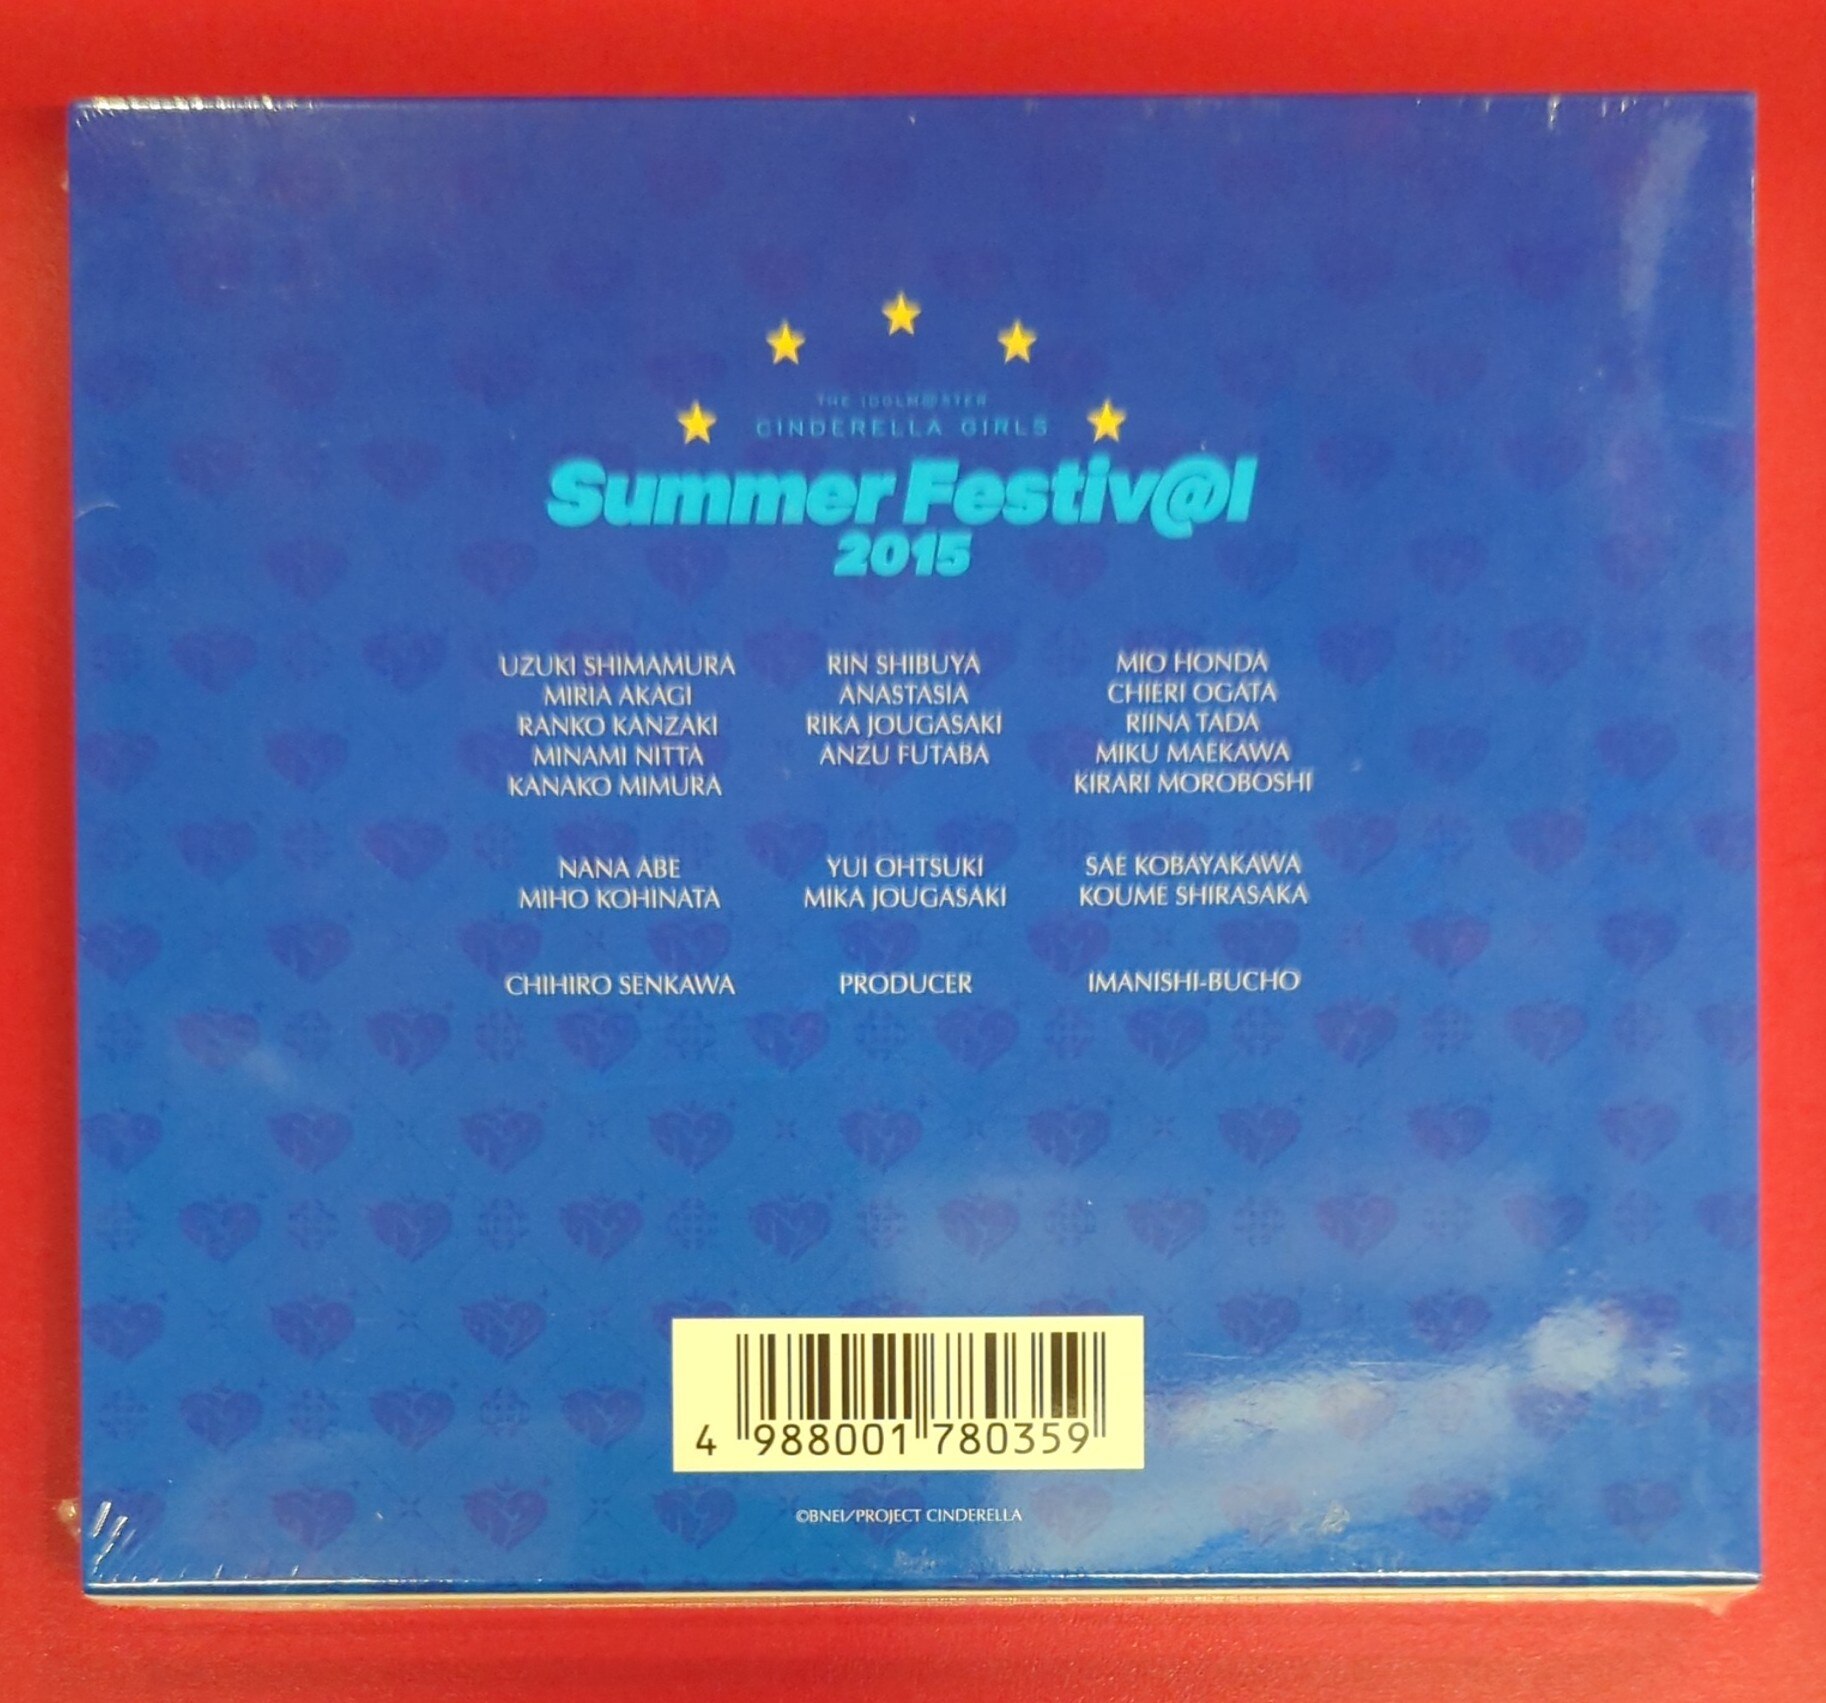 THE IDOLM@STER
CINDERELLA GIRLS
Summer Festiv@l
2015
UZUKI SHIMAMURA RIN SHIBUYA MIO HONDA
MIRIA AKAGI ANASTASIA CHIERI OGATA
RANKO KANZAKI RIKA JOUGASAKI RIINA TADA
MINAMI NITTA ANZU FUTABA MIKU MAEKAWA
KANAKO MIMURA KIRARI MOROBOSHI
NANA ABE YUI OHTSUKI SAE KOBAYAKAWA
MIHO KOHINATA MIKA JOUGASAKI KOUME SHIRASAKA
CHIHIRO SENKAWA PRODUCER IMANISHI-BUCHO
4 988001 780359
©BNEI/PROJECT CINDERELLA